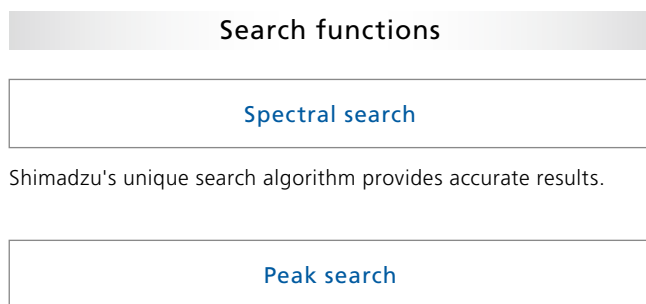 Search functions
Spectral search
Shimadzu's unique search algorithm provides accurate results.
Peak search